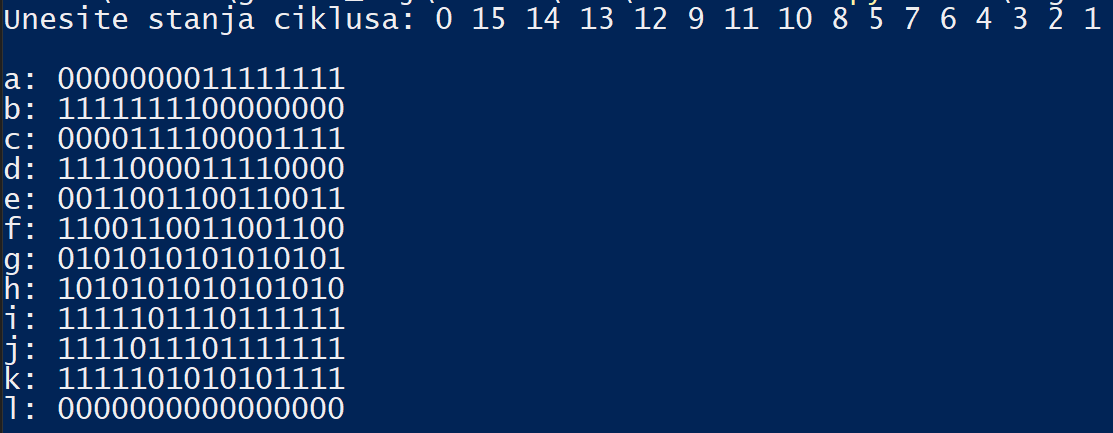 Unesite stanja ciklusa: 0 15 14 13 12 9 11 10 8 5 7 6 4 3 2 1
a: 0000000011111111
b: 1111111100000000
c: 0000111100001111
d: 1111000011110000
e: 0011001100110011
f: 1100110011001100
g: 0101010101010101
h: 1010101010101010
i: 1111101110111111
j: 1111011101111111
k: 1111101010101111
l: 0000000000000000